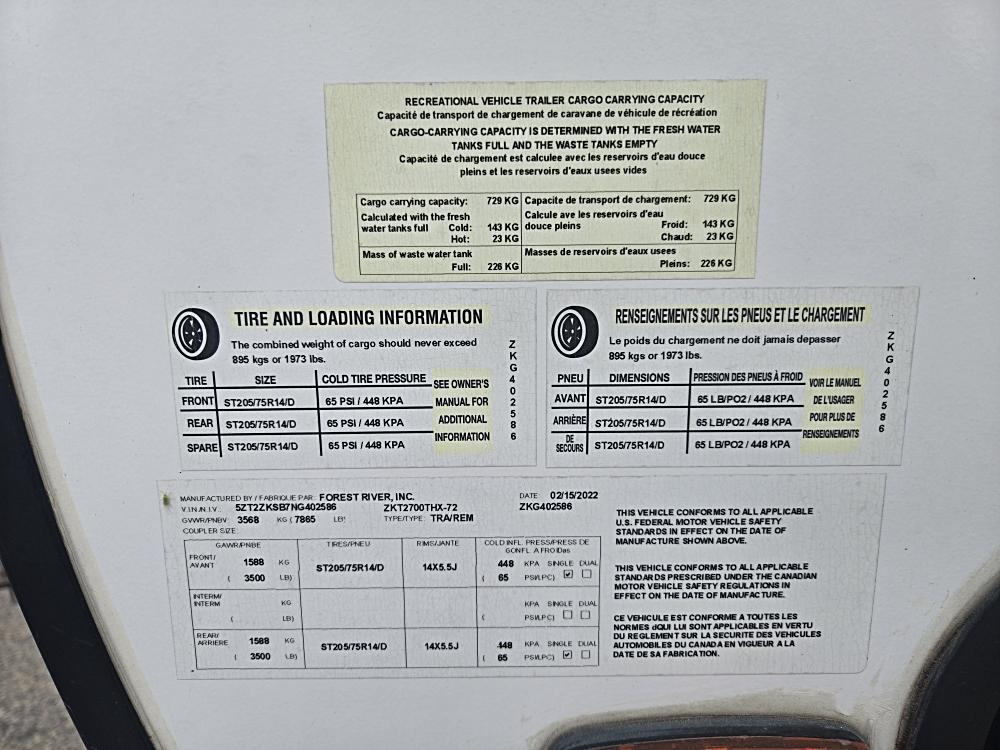 RECREATIONAL VEHICLE TRAILER CARGO CARRYING CAPACITY
Capacité de transport de chargement de caravane de véhicule de récréation
CARGO-CARRYING CAPACITY IS DETERMINED WITH THE FRESH WATER
TANKS FULL AND THE WASTE TANKS EMPTY
Capacité de chargement est calculee avec les reservoirs d'eau douce
pleins et les reservoirs d'eaux usees vides
Cargo carrying capacity: 729 KG Capacite de transport de chargement: 729 KG
Calculated with the fresh Calcule ave les reservoirs d'eau
water tanks full Cold: 143 KG douce pleins Froid: 143 KG
Hot: 23 KG Chaud: 23 KG
Mass of waste water tank Masses de reservoirs d'eaux usees
Full: 226 KG Pleins: 226 KG
TIRE AND LOADING INFORMATION
The combined weight of cargo should never exceed
895 kgs or 1973 lbs.
TIRE SIZE COLD TIRE PRESSURE SEE OWNER'S
FRONT ST205/75R14/D 65 PSI / 448 KPA MANUAL FOR
REAR ST205/75R14/D 65 PSI / 448 KPA ADDITIONAL
SPARE ST205/75R14/D 65 PSI / 448 KPA INFORMATION
ZKG402586
RENSEIGNEMENTS SUR LES PNEUS ET LE CHARGEMENT
Le poids du chargement ne doit jamais depasser
895 kgs or 1973 lbs.
PNEU DIMENSIONS PRESSION DES PNEUS À FROID VOIR LE MANUEL
AVANT ST205/75R14/D 65 LB/PO2 / 448 KPA DE L'USAGER
ARRIÈRE ST205/75R14/D 65 LB/PO2 / 448 KPA POUR PLUS DE
DE SECOURS ST205/75R14/D 65 LB/PO2 / 448 KPA RENSEIGNEMENTS
ZKG402586
MANUFACTURED BY / FABRIQUE PAR: FOREST RIVER, INC. DATE: 02/15/2022
V.I.N./N.I.V.: 5ZT2ZKSB7NG402586 ZKT2700THX-72 ZKG402586
GVWR/PNBV: 3568 KG ( 7865 LB) TYPE/TYPE: TRA/REM
COUPLER SIZE:
GAWR/PNBE TIRES/PNEU RIMS/JANTE COLD INFL. PRESS/PRESS DE
GONFL. A FROIDas
FRONT/
AVANT 1588 KG ST205/75R14/D 14X5.5J 448 KPA SINGLE DUAL
( 3500 LB) ( 65 PSI/LPC) ☑ ☐
INTERM/
INTERM KG KPA SINGLE DUAL
( LB) ( PSI/LPC) ☐ ☐
REAR/
ARRIERE 1588 KG ST205/75R14/D 14X5.5J 448 KPA SINGLE DUAL
( 3500 LB) ( 65 PSI/LPC) ☑ ☐
THIS VEHICLE CONFORMS TO ALL APPLICABLE
U.S. FEDERAL MOTOR VEHICLE SAFETY
STANDARDS IN EFFECT ON THE DATE OF
MANUFACTURE SHOWN ABOVE.
THIS VEHICLE CONFORMS TO ALL APPLICABLE
STANDARDS PRESCRIBED UNDER THE CANADIAN
MOTOR VEHICLE SAFETY REGULATIONS IN
EFFECT ON THE DATE OF MANUFACTURE.
CE VEHICULE EST CONFORME A TOUTES LES
NORMES dQUI LUI SONT APPLICABLES EN VERTU
DU REGLEMENT SUR LA SECURITE DES VEHICULES
AUTOMOBILES DU CANADA EN VIGUEUR A LA
DATE DE SA FABRICATION.